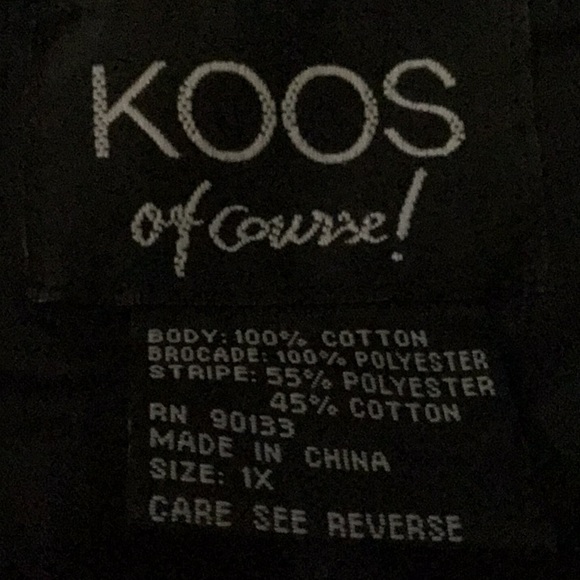 KOOS
of course!
BODY: 100% COTTON
BROCADE: 100% POLYESTER
STRIPE: 55% POLYESTER
45% COTTON
RN 90133
MADE IN CHINA
SIZE: 1X
CARE SEE REVERSE